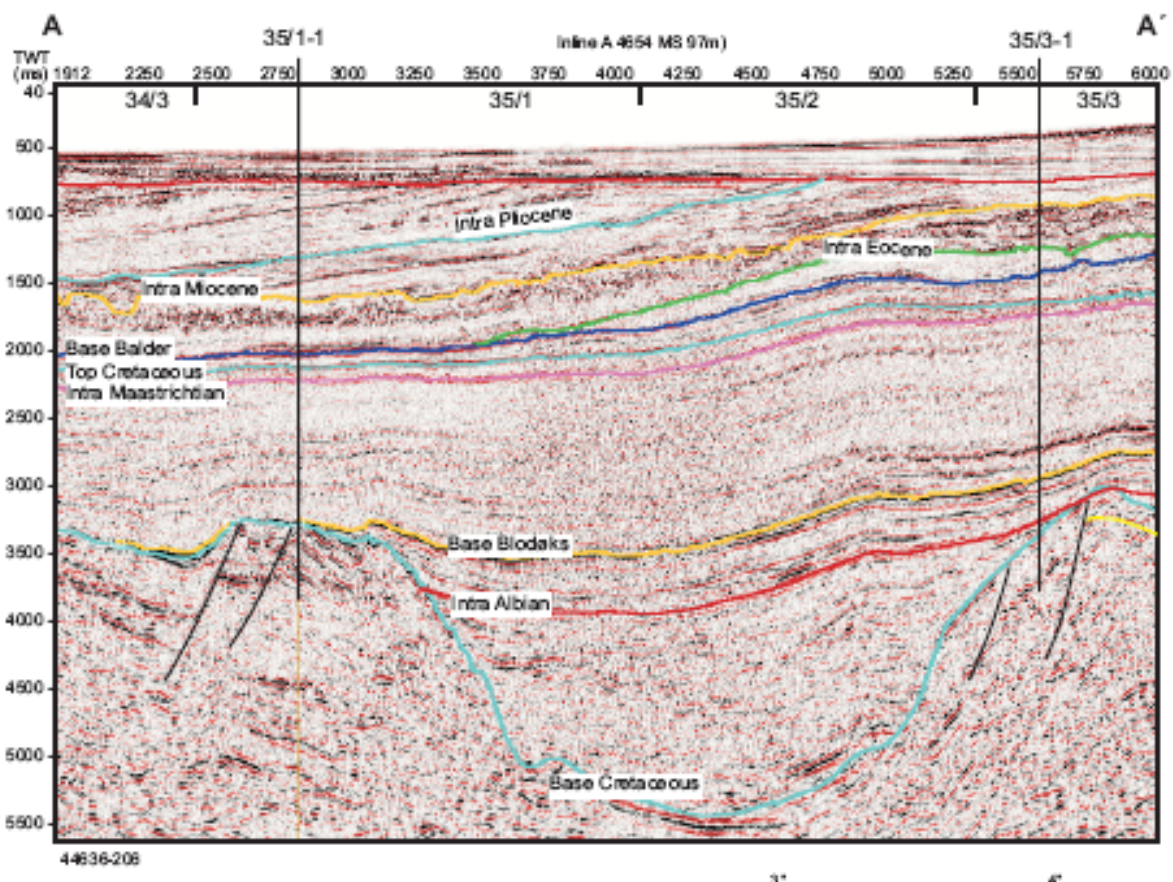 A A´
35/1-1 Inline A 4654 MS 97m) 35/3-1
TWT
(ms) 1912 2250 2500 2750 3000 3250 3500 3750 4000 4250 4500 4750 5000 5250 5500 5750 6000
40
34/3 35/1 35/2 35/3
500
1000
Intra Pliocene
Intra Eocene
1500
Intra Miocene
2000
Base Balder
Top Cretaceous
Intra Maastrichtian
2500
3000
3500
Base Blodøks
Intra Albian
4000
4500
5000
Base Cretaceous
5500
44636-206
3°